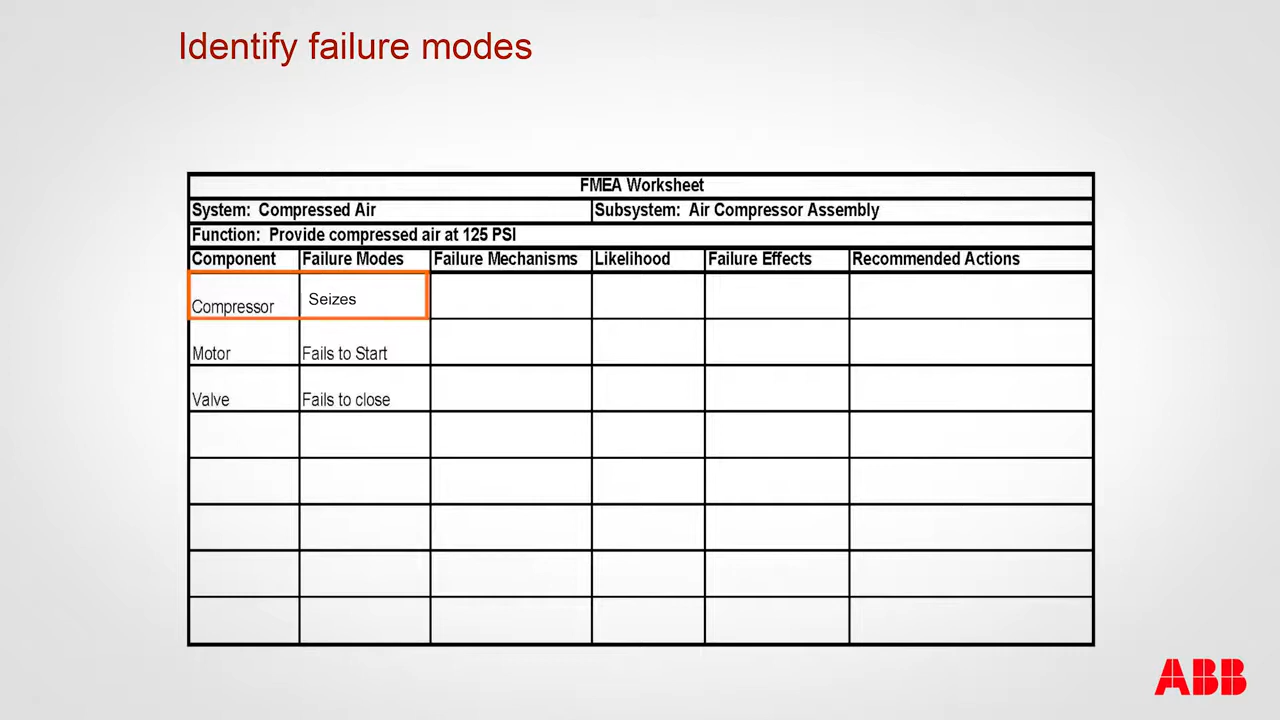 Identify failure modes
FMEA Worksheet
System: Compressed Air Subsystem: Air Compressor Assembly
Function: Provide compressed air at 125 PSI
Component Failure Modes Failure Mechanisms Likelihood Failure Effects Recommended Actions
Compressor Seizes
Motor Fails to Start
Valve Fails to close
ABB